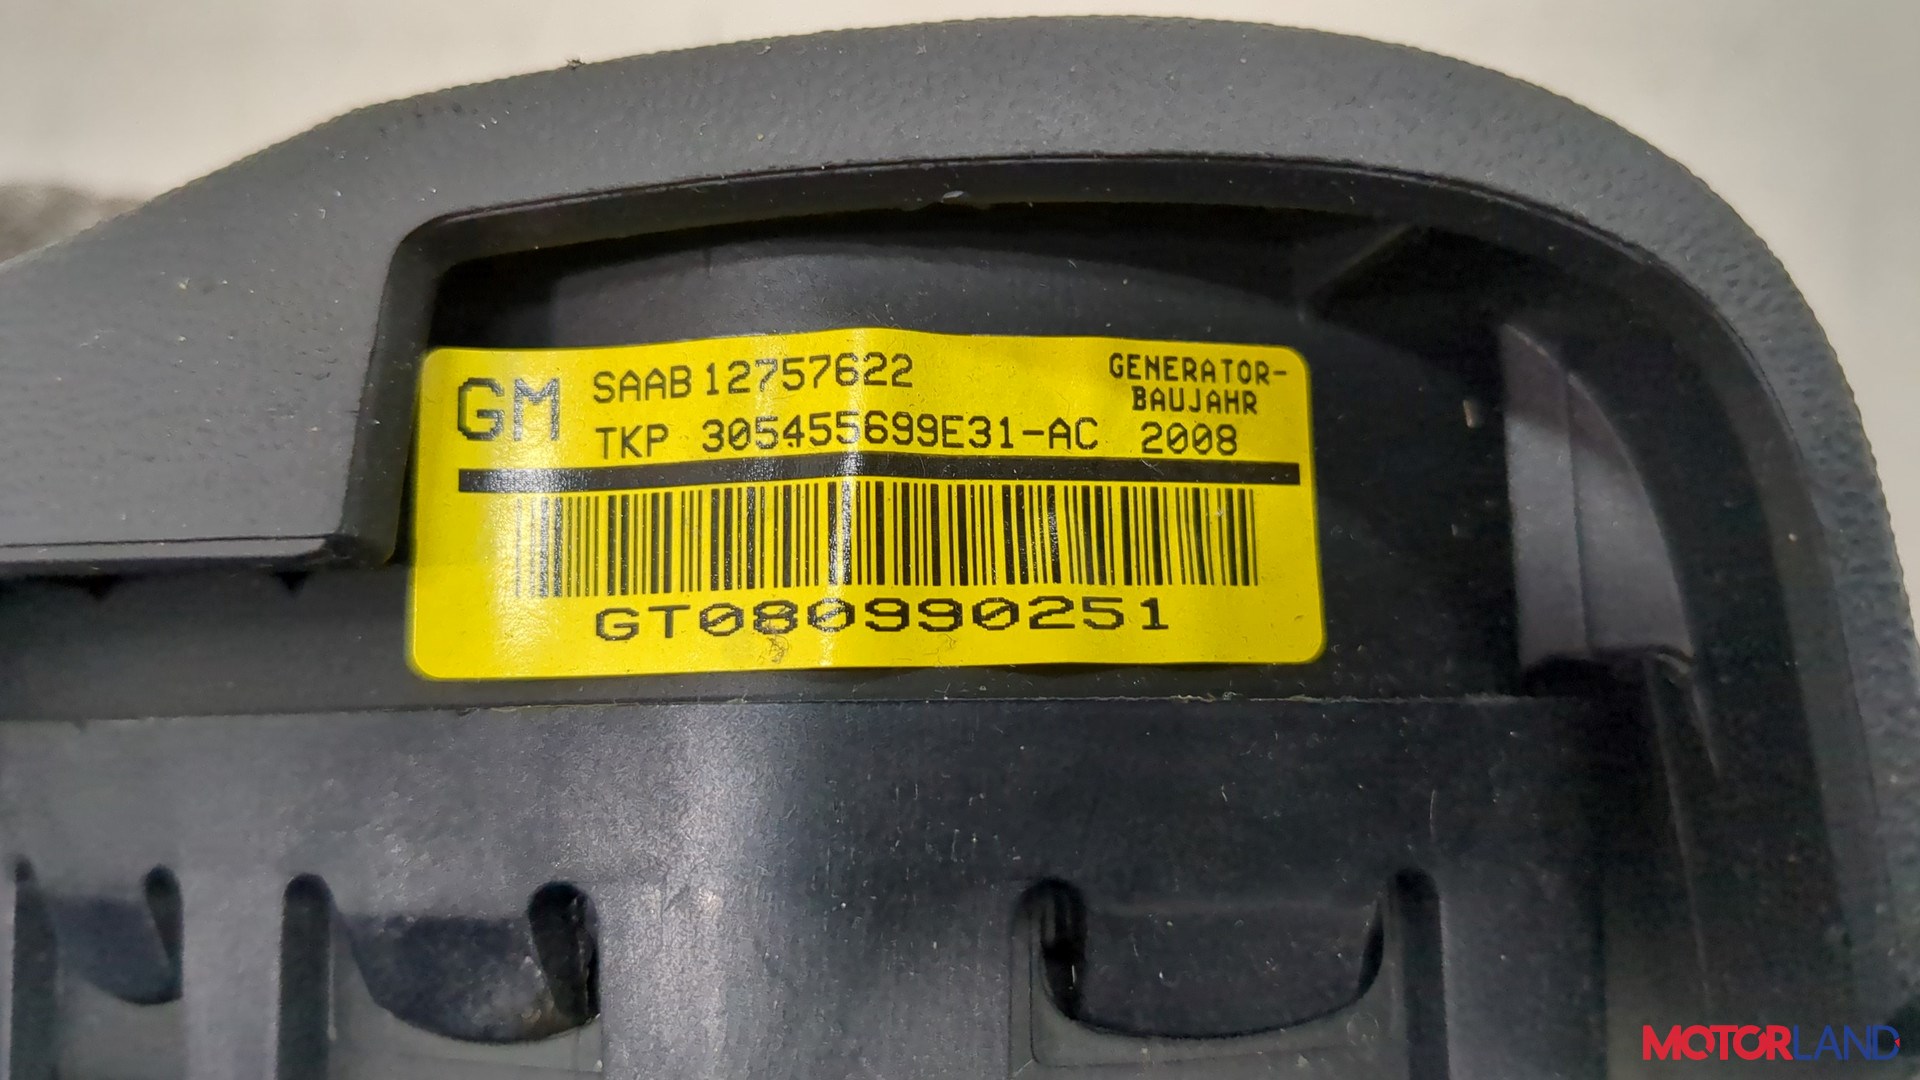 GM
SAAB 12757622
TKP 305455699E31-AC
GENERATOR-
BAUJAHR
2008
GT080990251
MOTORLAND